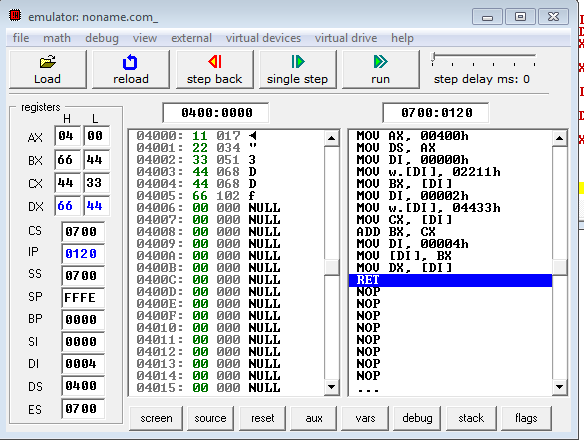 emulator: noname.com_
file math debug view external virtual devices virtual drive help
Load reload step back single step run step delay ms: 0
registers 0400:0000 0700:0120
H L
AX 04 00
BX 66 44
CX 44 33
DX 66 44
CS 0700
IP 0120
SS 0700
SP FFFE
BP 0000
SI 0000
DI 0004
DS 0400
ES 0700
04000: 11 017 ◄
04001: 22 034 "
04002: 33 051 3
04003: 44 068 D
04004: 44 068 D
04005: 66 102 f
04006: 00 000 NULL
04007: 00 000 NULL
04008: 00 000 NULL
04009: 00 000 NULL
0400A: 00 000 NULL
0400B: 00 000 NULL
0400C: 00 000 NULL
0400D: 00 000 NULL
0400E: 00 000 NULL
0400F: 00 000 NULL
04010: 00 000 NULL
04011: 00 000 NULL
04012: 00 000 NULL
04013: 00 000 NULL
04014: 00 000 NULL
04015: 00 000 NULL
MOV AX, 00400h
MOV DS, AX
MOV DI, 00000h
MOV w.[DI], 02211h
MOV BX, [DI]
MOV DI, 00002h
MOV w.[DI], 04433h
MOV CX, [DI]
ADD BX, CX
MOV DI, 00004h
MOV [DI], BX
MOV DX, [DI]
RET
NOP
NOP
NOP
NOP
NOP
NOP
NOP
NOP
...
screen source reset aux vars debug stack flags